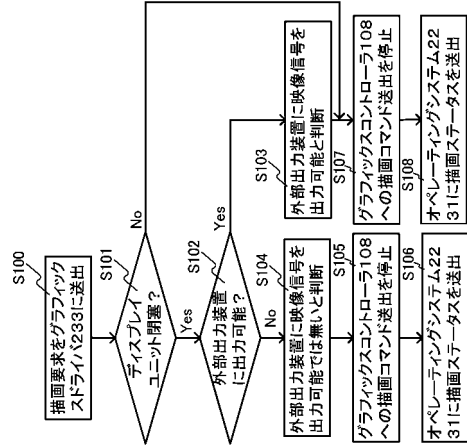 S100
描画要求をグラフィック
スドライバ233に送出
S101
ディスプレイ
ユニット閉塞？
No
Yes
S102
外部出力装置
に出力可能？
Yes
No
S104
外部出力装置に映像信号を
出力可能では無いと判断
S103
外部出力装置に映像信号を
出力可能と判断
S105
グラフィックスコントローラ108
への描画コマンド送出を停止
S107
グラフィックスコントローラ108
への描画コマンド送出を停止
S106
オペレーティングシステム22
31に描画ステータスを送出
S108
オペレーティングシステム22
31に描画ステータスを送出